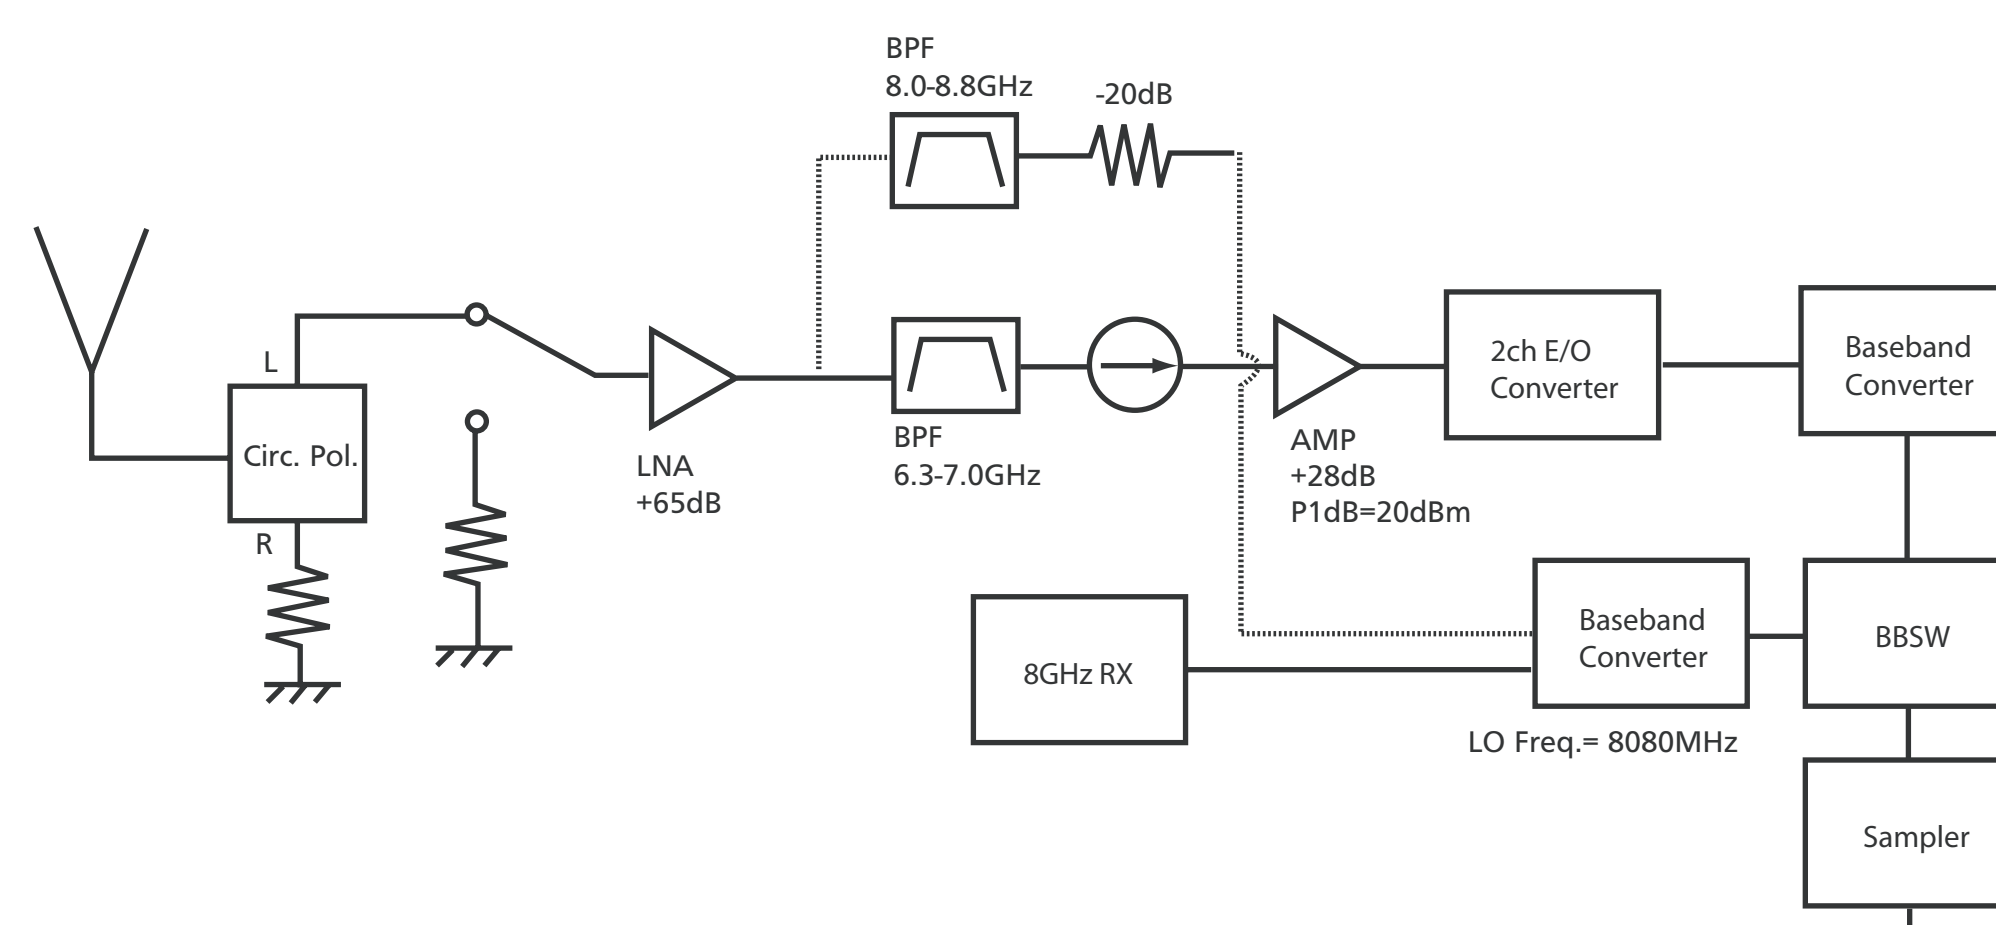 BPF
8.0-8.8GHz
-20dB
L
Circ. Pol.
R
LNA
+65dB
BPF
6.3-7.0GHz
AMP
+28dB
P1dB=20dBm
2ch E/O
Converter
Baseband
Converter
8GHz RX
Baseband
Converter
LO Freq.= 8080MHz
BBSW
Sampler